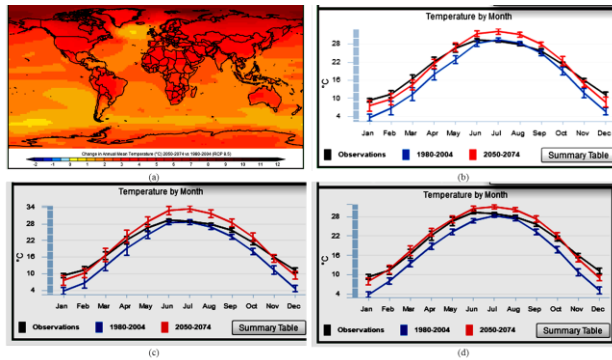 Change in Annual Mean Temperature (°C) 2050-2074 vs 1980-2004 (RCP 8.5)
-2 -1 0 1 2 3 4 5 6 7 8 9 10 11 12
(a)
Temperature by Month
28
22
16
10
4
°C
Jan Feb Mar Apr May Jun Jul Aug Sep Oct Nov Dec
Observations 1980-2004 2050-2074 Summary Table
(b)
Temperature by Month
34
28
22
16
10
4
°C
Jan Feb Mar Apr May Jun Jul Aug Sep Oct Nov Dec
Observations 1980-2004 2050-2074 Summary Table
(c)
Temperature by Month
28
22
16
10
4
°C
Jan Feb Mar Apr May Jun Jul Aug Sep Oct Nov Dec
Observations 1980-2004 2050-2074 Summary Table
(d)